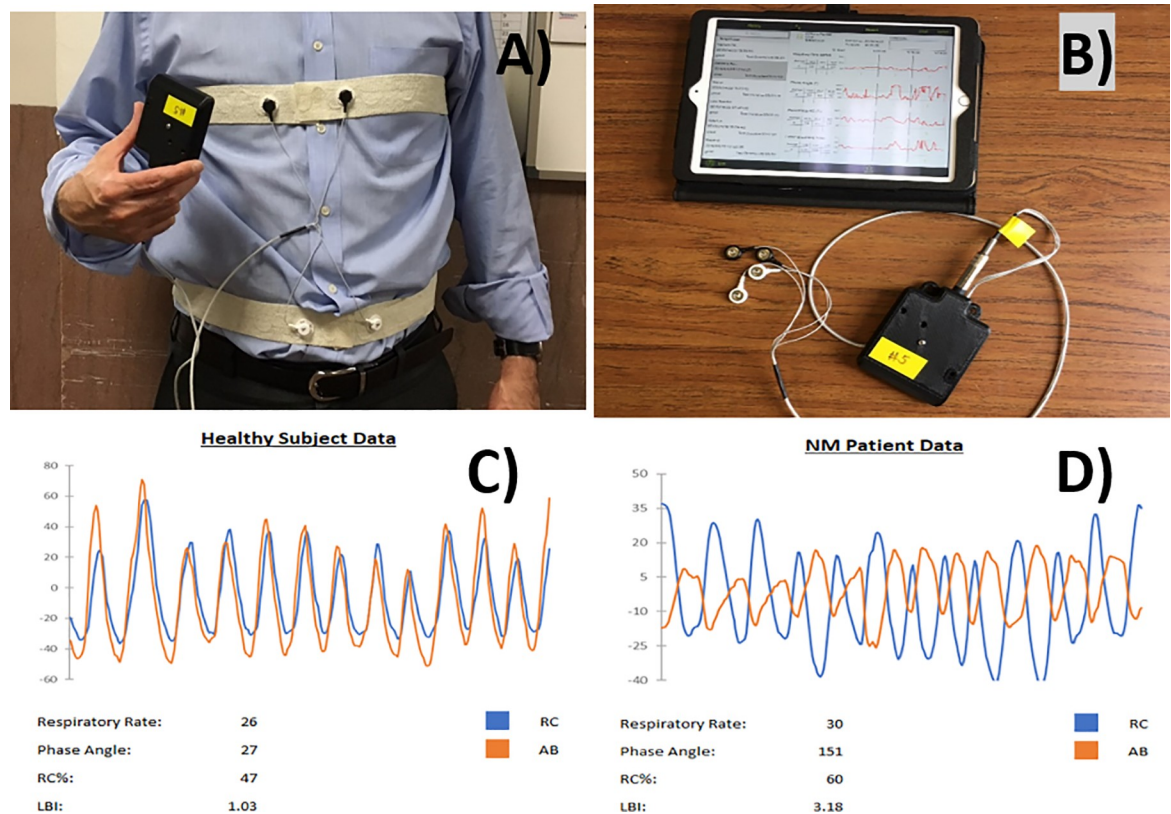 A)
#5
B)
#5
Healthy Subject Data
C)
80
60
40
20
0
-20
-40
-60
Respiratory Rate: 26
Phase Angle: 27
RC%: 47
LBI: 1.03
RC
AB
NM Patient Data
D)
50
35
20
5
-10
-25
-40
Respiratory Rate: 30
Phase Angle: 151
RC%: 60
LBI: 3.18
RC
AB